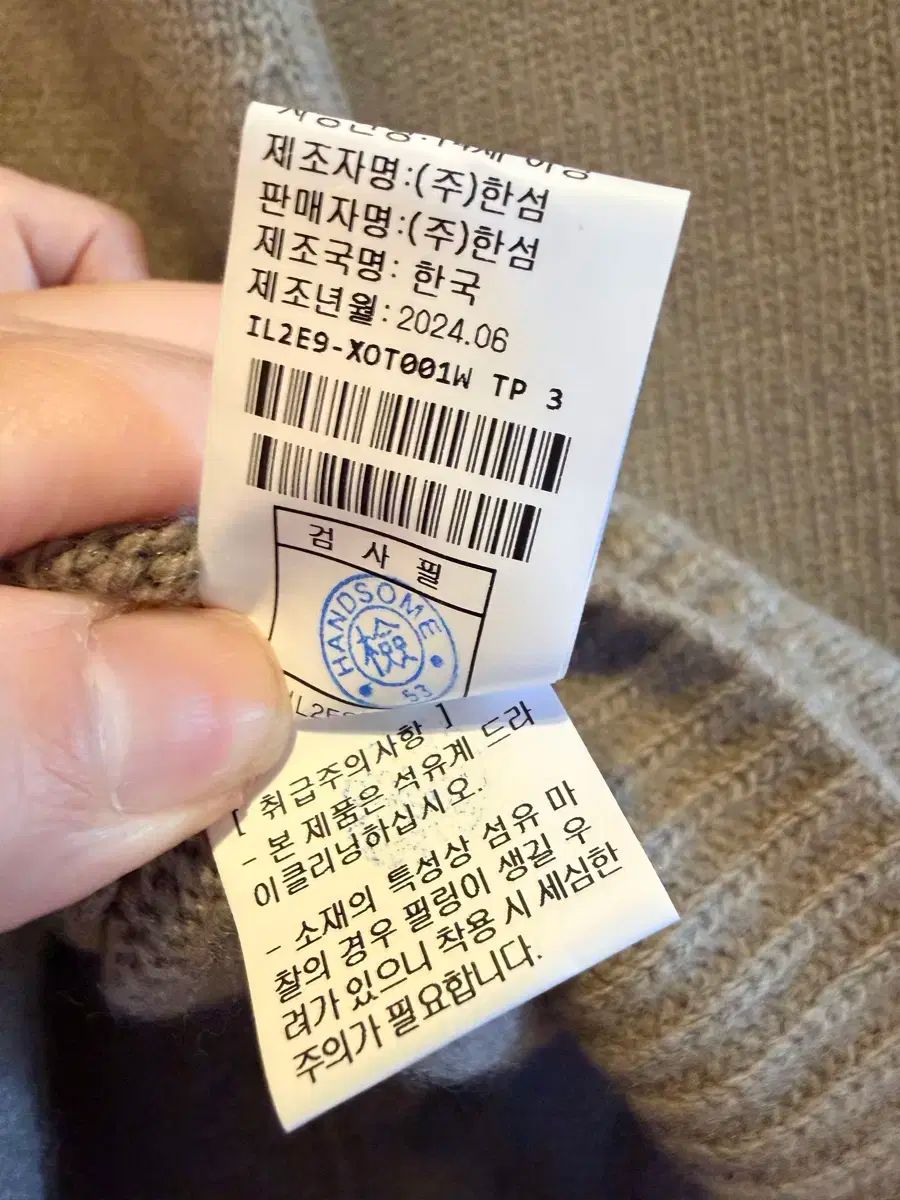 제조자명:(주)한섬
판매자명:(주)한섬
제조국명: 한국
제조년월:2024.06
IL2E9-XOT001W TP 3
검 사 필
HANDSOME
檢
53
[ 취급주의사항 ]
- 본 제품은 석유계 드라
이클리닝하십시오.
- 소재의 특성상 섬유 마
찰의 경우 필링이 생길 우
려가 있으니 착용 시 세심한
주의가 필요합니다.